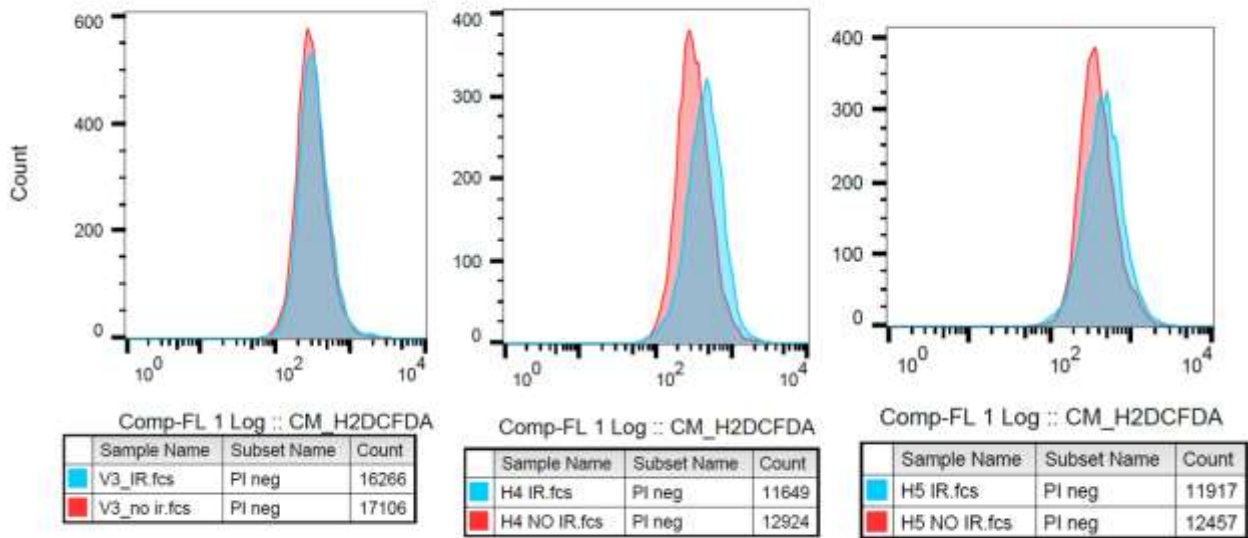 600
400
200
0
Count
10^0
10^2
10^4
Comp-FL 1 Log :: CM_H2DCFDA
Sample Name Subset Name Count
V3_IR.fcs PI neg 16266
V3_no ir.fcs PI neg 17106
400
300
200
100
0
10^0
10^2
10^4
Comp-FL 1 Log :: CM_H2DCFDA
Sample Name Subset Name Count
H4 IR.fcs PI neg 11649
H4 NO IR.fcs PI neg 12924
400
300
200
100
0
10^0
10^2
10^4
Comp-FL 1 Log :: CM_H2DCFDA
Sample Name Subset Name Count
H5 IR.fcs PI neg 11917
H5 NO IR.fcs PI neg 12457